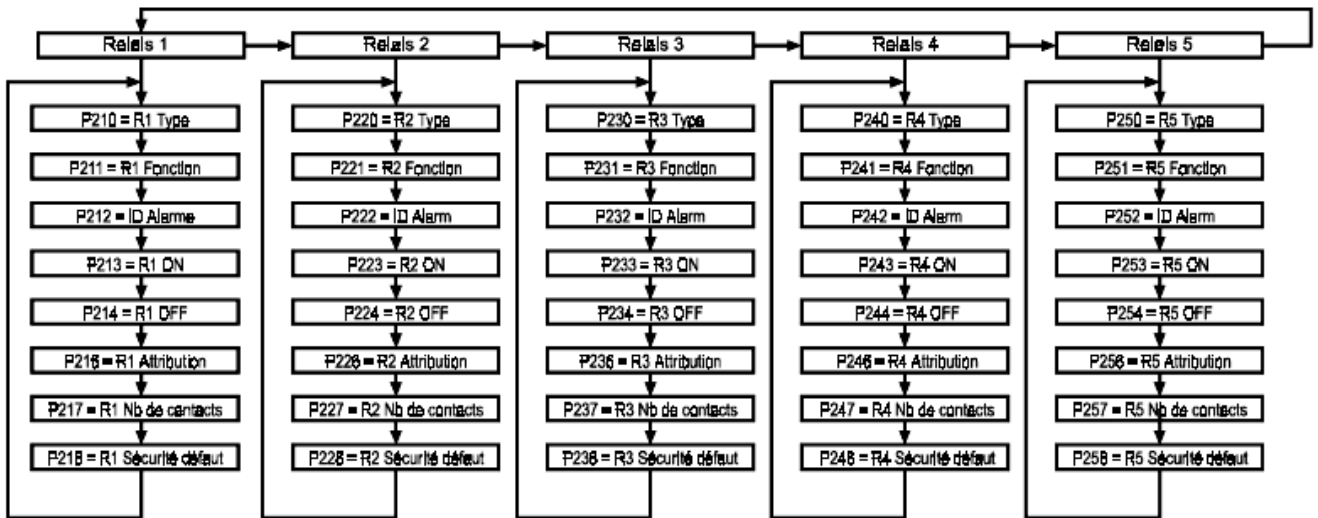 Relais 1
Relais 2
Relais 3
Relais 4
Relais 5
P210 = R1 Type
P220 = R2 Type
P230 = R3 Type
P240 = R4 Type
P250 = R5 Type
P211 = R1 Fonction
P221 = R2 Fonction
P231 = R3 Fonction
P241 = R4 Fonction
P251 = R5 Fonction
P212 = ID Alarme
P222 = ID Alarm
P232 = ID Alarm
P242 = ID Alarm
P252 = ID Alarm
P213 = R1 ON
P223 = R2 ON
P233 = R3 ON
P243 = R4 ON
P253 = R5 ON
P214 = R1 OFF
P224 = R2 OFF
P234 = R3 OFF
P244 = R4 OFF
P254 = R5 OFF
P216 = R1 Attribution
P226 = R2 Attribution
P236 = R3 Attribution
P246 = R4 Attribution
P256 = R5 Attribution
P217 = R1 Nb de contacts
P227 = R2 Nb de contacts
P237 = R3 Nb de contacts
P247 = R4 Nb de contacts
P257 = R5 Nb de contacts
P218 = R1 Sécurité défaut
P228 = R2 Sécurité défaut
P238 = R3 Sécurité défaut
P248 = R4 Sécurité défaut
P258 = R5 Sécurité défaut